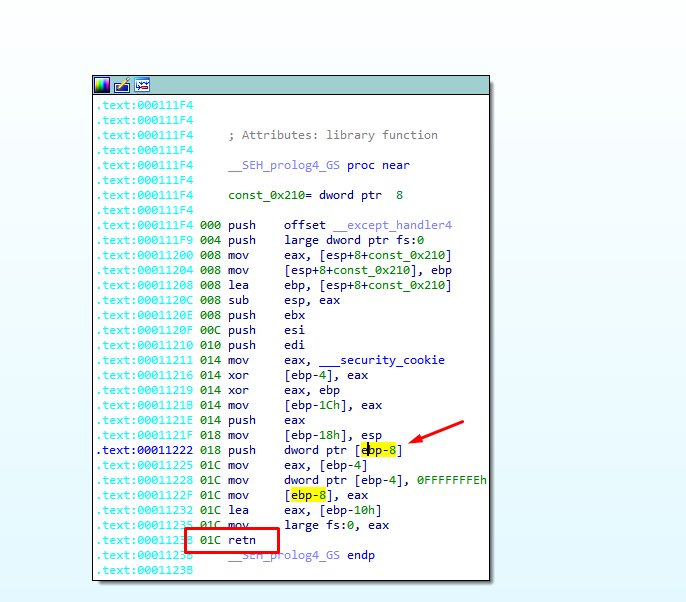 .text:000111F4
.text:000111F4
.text:000111F4 ; Attributes: library function
.text:000111F4
.text:000111F4 __SEH_prolog4_GS proc near
.text:000111F4
.text:000111F4 const_0x210= dword ptr 8
.text:000111F4
.text:000111F4 000 push offset __except_handler4
.text:000111F9 004 push large dword ptr fs:0
.text:00011200 008 mov eax, [esp+8+const_0x210]
.text:00011204 008 mov [esp+8+const_0x210], ebp
.text:00011208 008 lea ebp, [esp+8+const_0x210]
.text:0001120C 008 sub esp, eax
.text:0001120E 008 push ebx
.text:0001120F 00C push esi
.text:00011210 010 push edi
.text:00011211 014 mov eax, ___security_cookie
.text:00011216 014 xor [ebp-4], eax
.text:00011219 014 xor eax, ebp
.text:0001121B 014 mov [ebp-1Ch], eax
.text:0001121E 014 push eax
.text:0001121F 018 mov [ebp-18h], esp
.text:00011222 018 push dword ptr [ebp-8]
.text:00011225 01C mov eax, [ebp-4]
.text:00011228 01C mov dword ptr [ebp-4], 0FFFFFFFEh
.text:0001122F 01C mov [ebp-8], eax
.text:00011232 01C lea eax, [ebp-10h]
.text:00011235 01C mov large fs:0, eax
.text:0001123B 01C retn
.text:0001123B __SEH_prolog4_GS endp
.text:0001123B